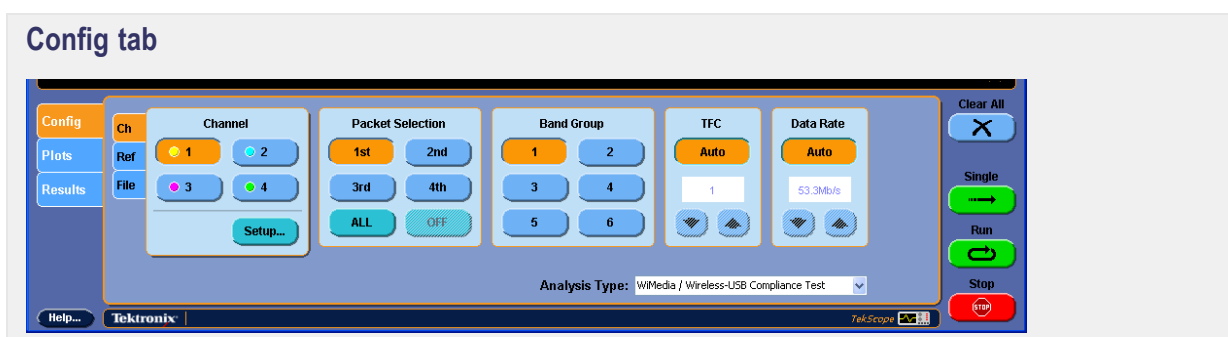 Config tab
Config
Plots
Results
Ch
Ref
File
Channel
1
2
3
4
Setup...
Packet Selection
1st
2nd
3rd
4th
ALL
OFF
Band Group
1
2
3
4
5
6
TFC
Auto
1
Data Rate
Auto
53.3Mb/s
Analysis Type: WiMedia / Wireless-USB Compliance Test
Clear All
Single
Run
Stop
STOP
Help...
Tektronix
TekScope